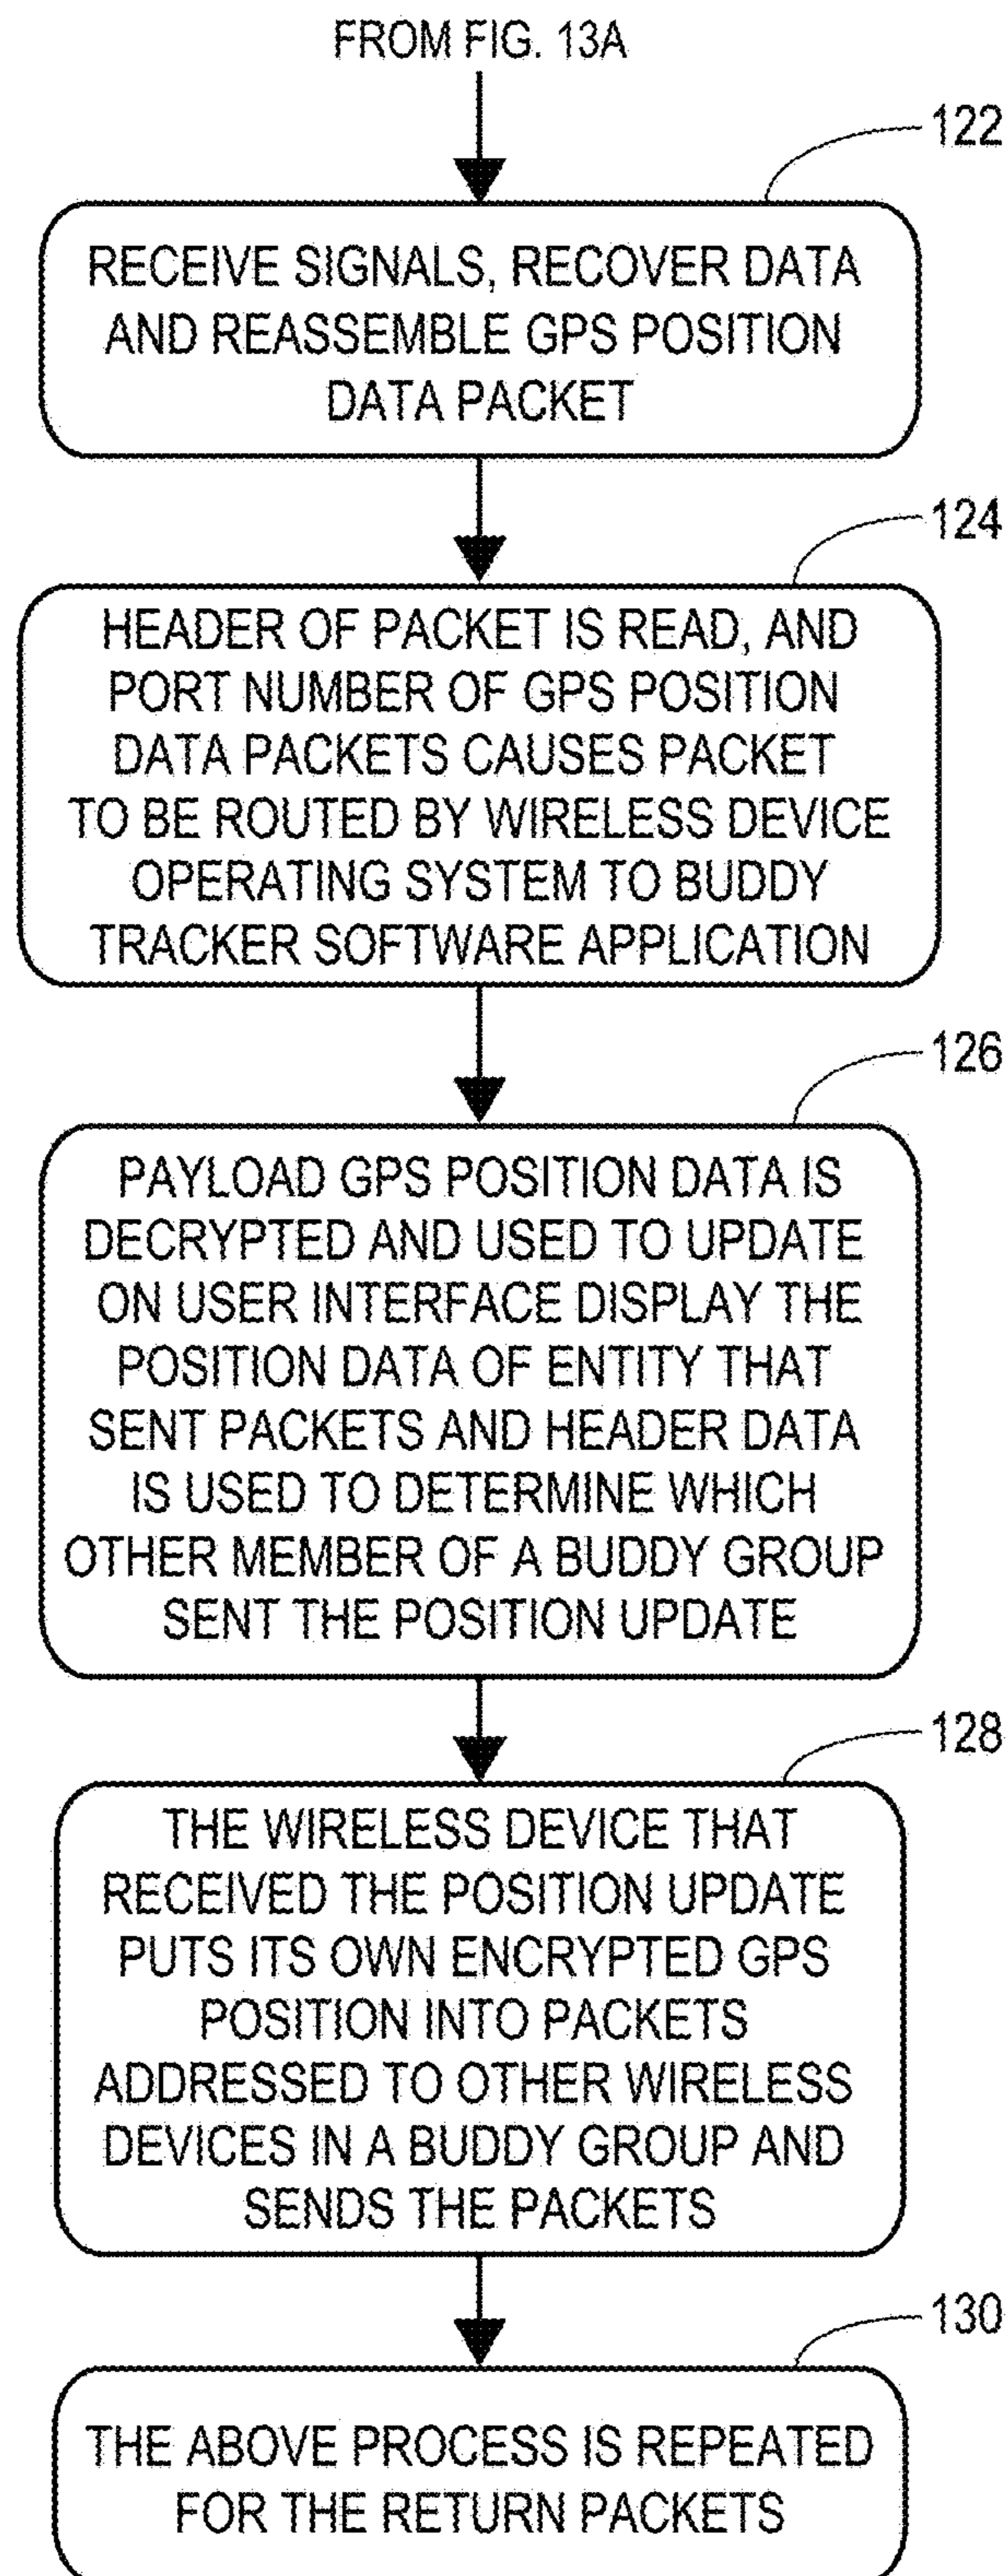 FROM FIG. 13A
122
RECEIVE SIGNALS, RECOVER DATA
AND REASSEMBLE GPS POSITION
DATA PACKET
124
HEADER OF PACKET IS READ, AND
PORT NUMBER OF GPS POSITION
DATA PACKETS CAUSES PACKET
TO BE ROUTED BY WIRELESS DEVICE
OPERATING SYSTEM TO BUDDY
TRACKER SOFTWARE APPLICATION
126
PAYLOAD GPS POSITION DATA IS
DECRYPTED AND USED TO UPDATE
ON USER INTERFACE DISPLAY THE
POSITION DATA OF ENTITY THAT
SENT PACKETS AND HEADER DATA
IS USED TO DETERMINE WHICH
OTHER MEMBER OF A BUDDY GROUP
SENT THE POSITION UPDATE
128
THE WIRELESS DEVICE THAT
RECEIVED THE POSITION UPDATE
PUTS ITS OWN ENCRYPTED GPS
POSITION INTO PACKETS
ADDRESSED TO OTHER WIRELESS
DEVICES IN A BUDDY GROUP AND
SENDS THE PACKETS
130
THE ABOVE PROCESS IS REPEATED
FOR THE RETURN PACKETS